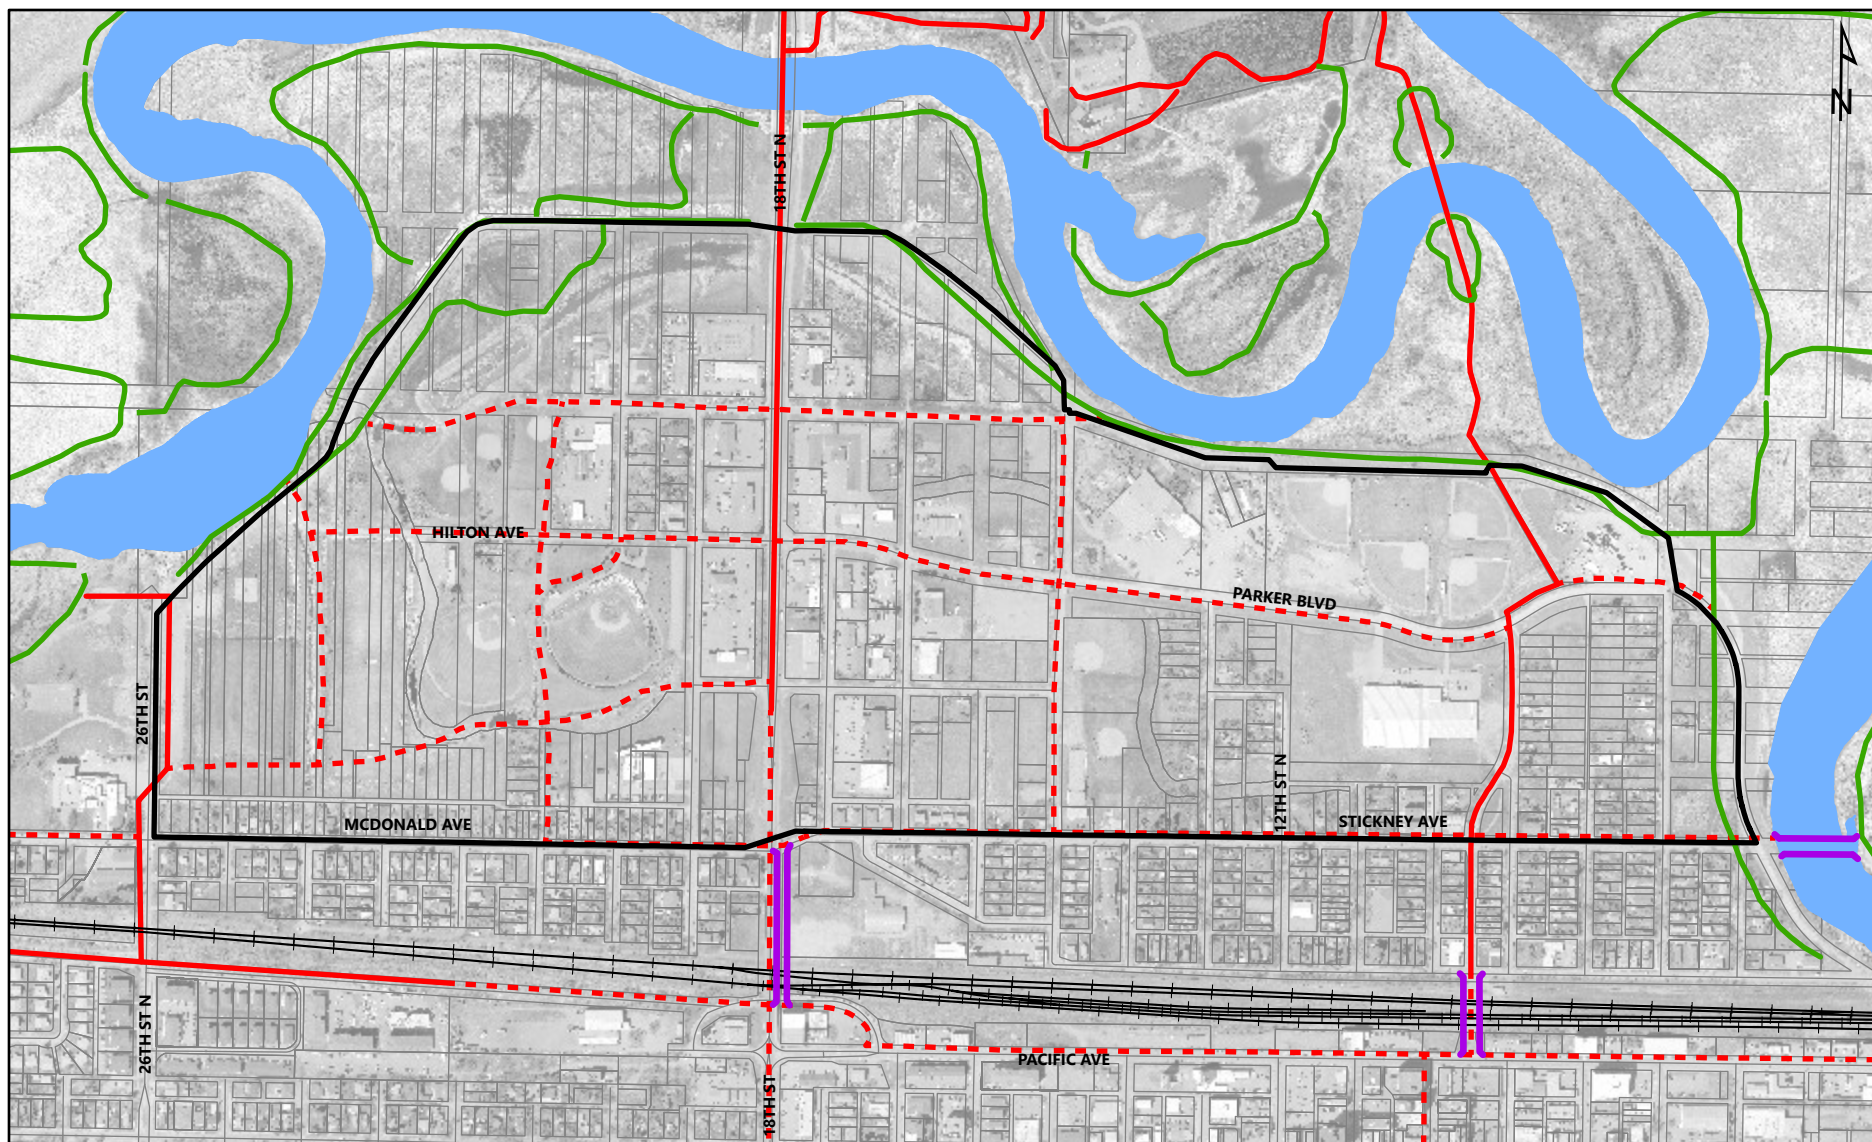 N
18TH ST N
HILTON AVE
PARKER BLVD
26TH ST
12TH ST N
MCDONALD AVE
STICKNEY AVE
26TH ST N
PACIFIC AVE
18TH ST